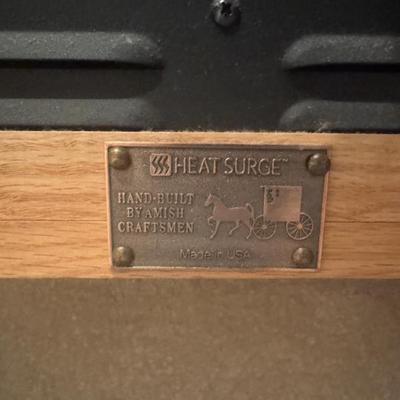 HEAT SURGE™
HAND-BUILT
BY AMISH
CRAFTSMEN
Made in USA